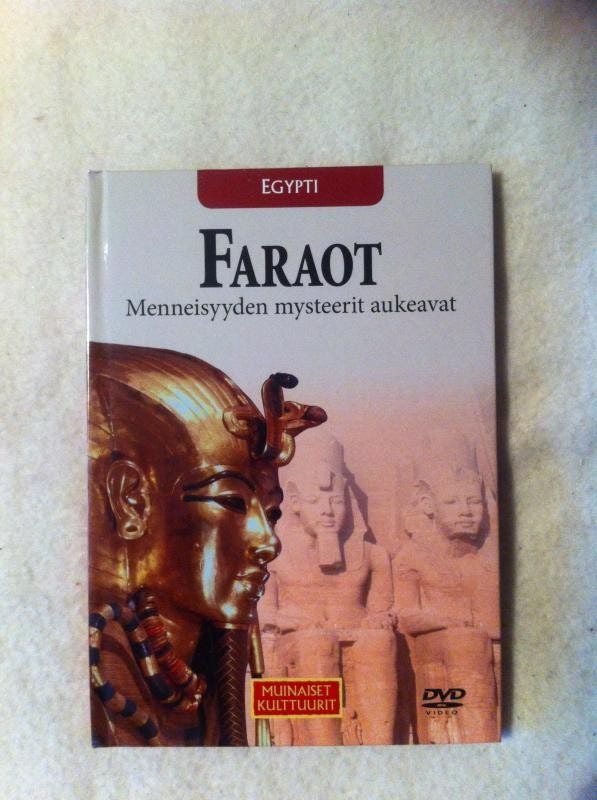 EGYPTI
FARAOT
Menneisyyden mysteerit aukeavat
MUINAISET
KULTTUURIT
DVD
VIDEO